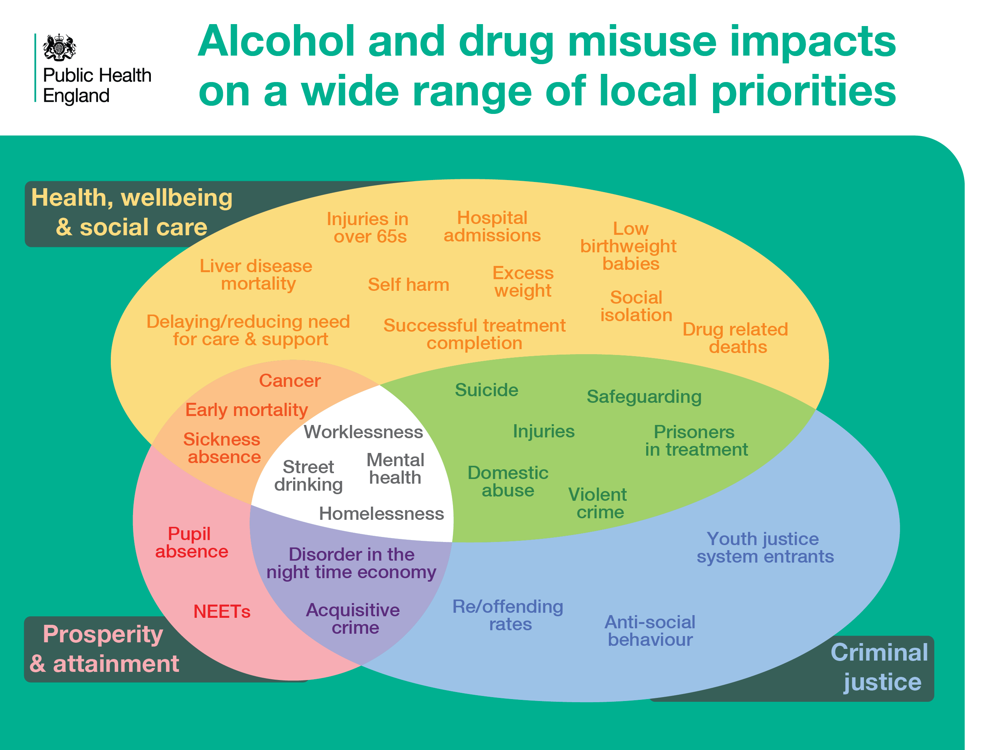 Public Health
England
Alcohol and drug misuse impacts
on a wide range of local priorities
Health, wellbeing
& social care
Injuries in
over 65s
Hospital
admissions
Low
birthweight
babies
Liver disease
mortality
Self harm
Excess
weight
Social
isolation
Delaying/reducing need
for care & support
Successful treatment
completion
Drug related
deaths
Cancer
Early mortality
Sickness
absence
Suicide
Safeguarding
Injuries
Prisoners
in treatment
Domestic
abuse
Violent
crime
Worklessness
Street
drinking
Mental
health
Homelessness
Pupil
absence
NEETs
Disorder in the
night time economy
Acquisitive
crime
Youth justice
system entrants
Re/offending
rates
Anti-social
behaviour
Prosperity
& attainment
Criminal
justice